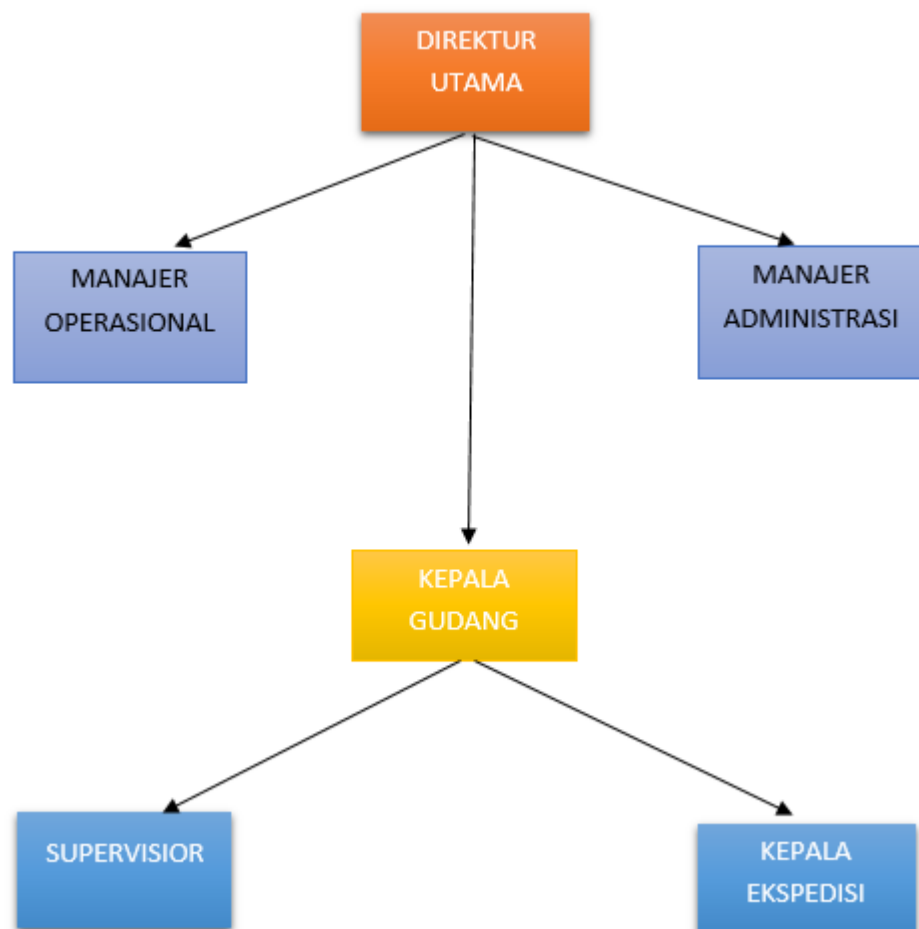 DIREKTUR
UTAMA
MANAJER
OPERASIONAL
MANAJER
ADMINISTRASI
KEPALA
GUDANG
SUPERVISIOR
KEPALA
EKSPEDISI